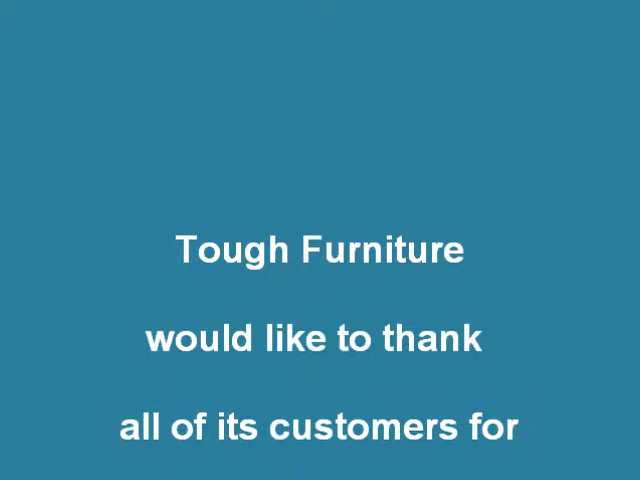 Tough Furniture
would like to thank
all of its customers for